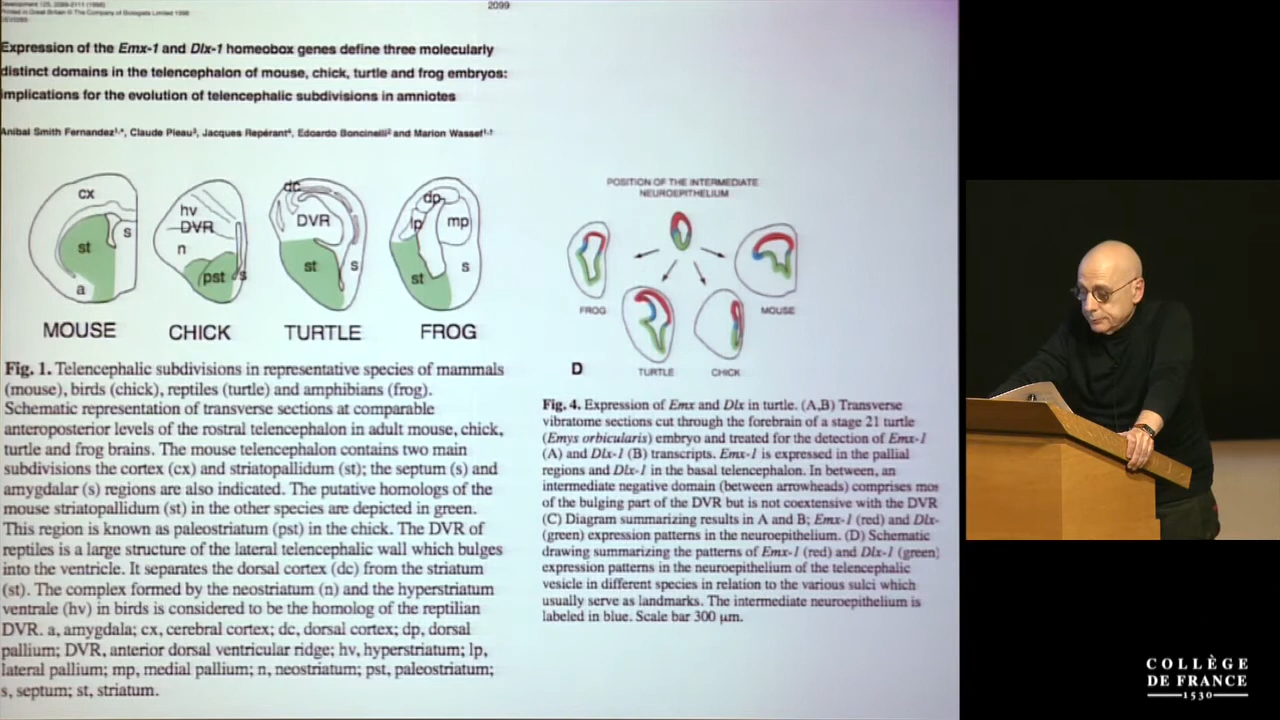 Development 125, 2099-2111 (1998)
Printed in Great Britain © The Company of Biologists Limited 1998
2099
Expression of the Emx-1 and Dlx-1 homeobox genes define three molecularly
distinct domains in the telencephalon of mouse, chick, turtle and frog embryos:
implications for the evolution of telencephalic subdivisions in amniotes
Anibal Smith Fernandez, Claude Pieau, Jacques Repérant, Edoardo Boncinelli and Marion Wassef
cx
st
s
a
MOUSE
hv
DVR
n
pst
s
CHICK
dc
DVR
st
s
TURTLE
dp
lp
mp
st
s
FROG
Fig. 1. Telencephalic subdivisions in representative species of mammals
(mouse), birds (chick), reptiles (turtle) and amphibians (frog).
Schematic representation of transverse sections at comparable
anteroposterior levels of the rostral telencephalon in adult mouse, chick,
turtle and frog brains. The mouse telencephalon contains two main
subdivisions the cortex (cx) and striatopallidum (st); the septum (s) and
amygdalar (s) regions are also indicated. The putative homologs of the
mouse striatopallidum (st) in the other species are depicted in green.
This region is known as paleostriatum (pst) in the chick. The DVR of
reptiles is a large structure of the lateral telencephalic wall which bulges
into the ventricle. It separates the dorsal cortex (dc) from the striatum
(st). The complex formed by the neostriatum (n) and the hyperstriatum
ventrale (hv) in birds is considered to be the homolog of the reptilian
DVR. a, amygdala; cx, cerebral cortex; dc, dorsal cortex; dp, dorsal
pallium; DVR, anterior dorsal ventricular ridge; hv, hyperstriatum; lp,
lateral pallium; mp, medial pallium; n, neostriatum; pst, paleostriatum;
s, septum; st, striatum.
POSITION OF THE INTERMEDIATE
NEUROEPITHELIUM
FROG
MOUSE
D
TURTLE
CHICK
Fig. 4. Expression of Emx and Dlx in turtle. (A,B) Transverse
vibratome sections cut through the forebrain of a stage 21 turtle
(Emys orbicularis) embryo and treated for the detection of Emx-1
(A) and Dlx-1 (B) transcripts. Emx-1 is expressed in the pallial
regions and Dlx-1 in the basal telencephalon. In between, an
intermediate negative domain (between arrowheads) comprises mos
of the bulging part of the DVR but is not coextensive with the DVR
(C) Diagram summarizing results in A and B; Emx-1 (red) and Dlx-
(green) expression patterns in the neuroepithelium. (D) Schematic
drawing summarizing the patterns of Emx-1 (red) and Dlx-1 (green)
expression patterns in the neuroepithelium of the telencephalic
vesicle in different species in relation to the various sulci which
usually serve as landmarks. The intermediate neuroepithelium is
labeled in blue. Scale bar 300 µm.
COLLÈGE
DE FRANCE
1530